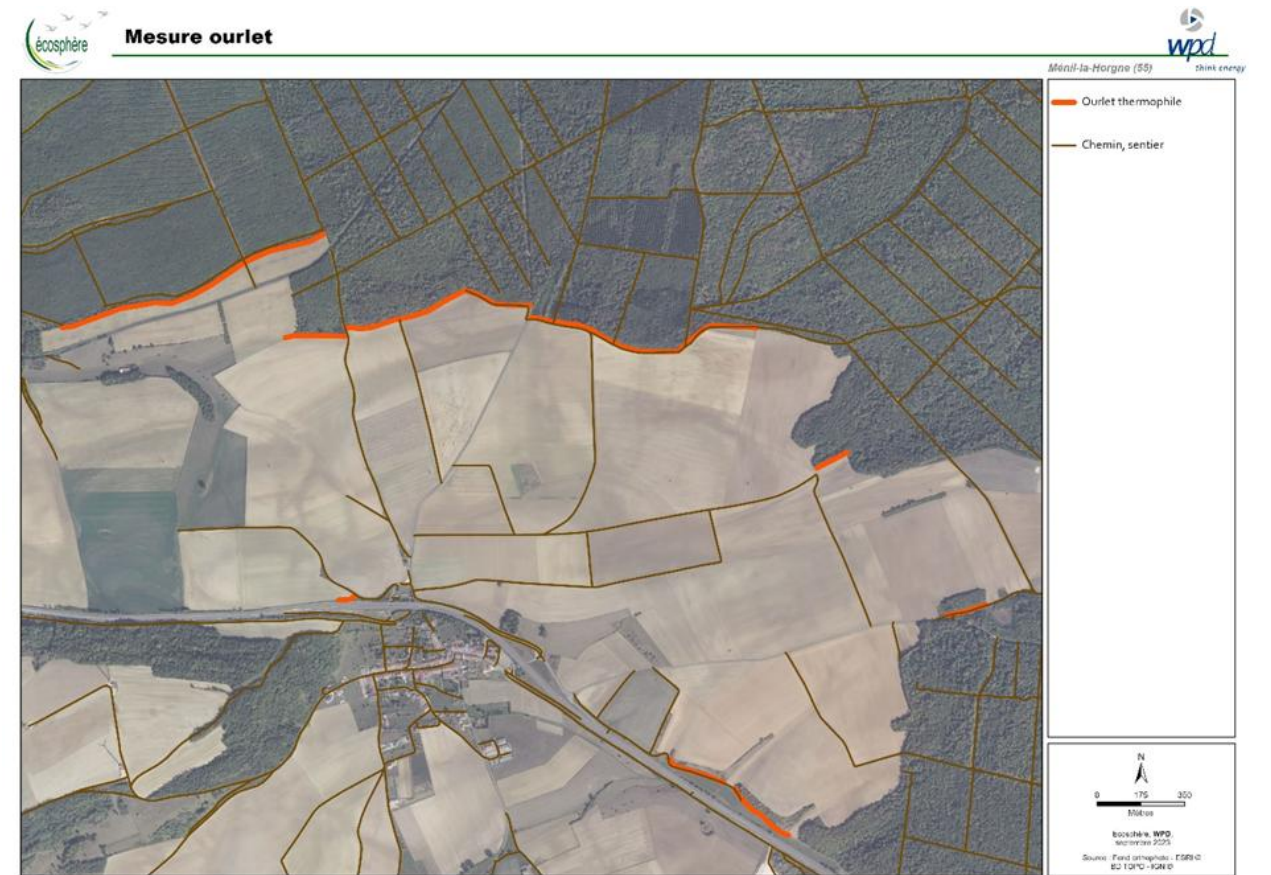 écosphère
Mesure ourlet
wpd
think energy
Ménil-la-Horgne (55)
Ourlet thermophile
Chemin, sentier
N
0 175 350
Mètres
écosphère, WPD,
septembre 2023
Source : Fond orthophoto - ESRI©
BD TOPO - IGN©